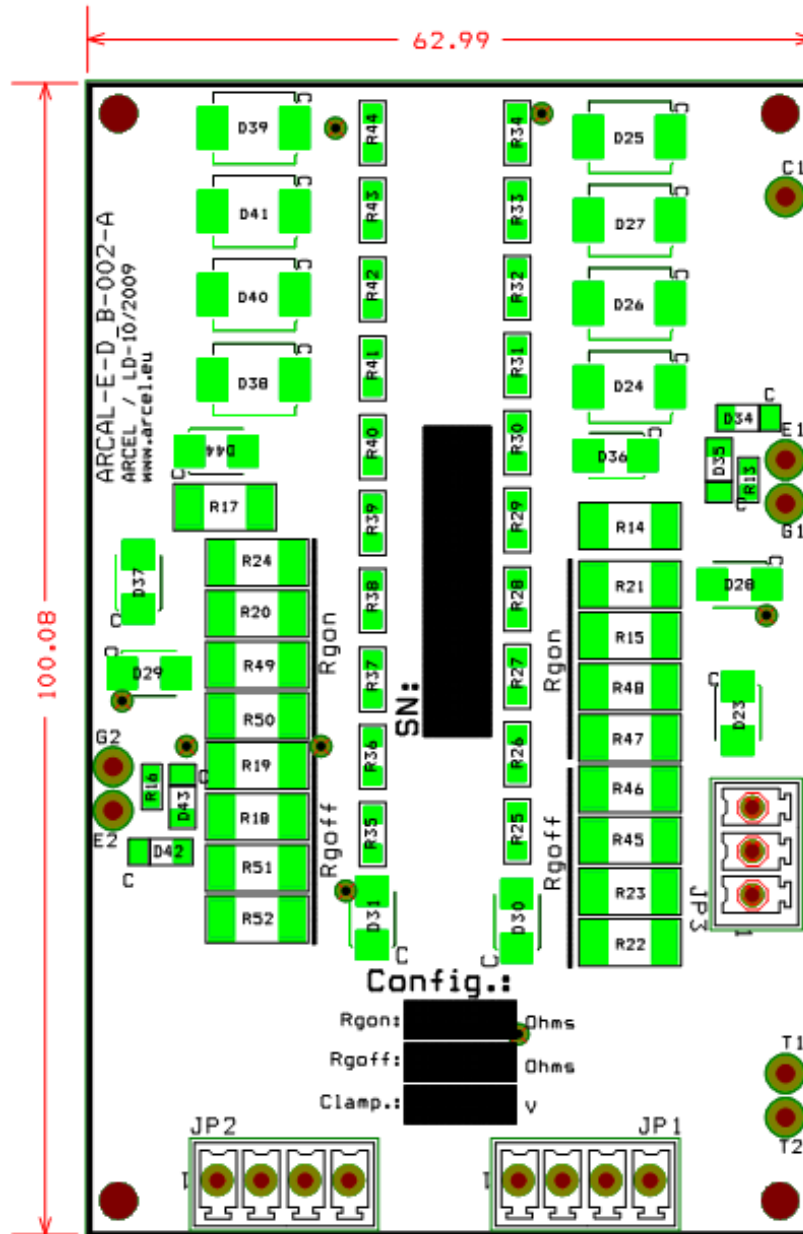 62.99
100.08
ARCAL-E-D_B-002-A
ARCEL / LD-10/2009
www.arcel.eu
D39
C
R44
R34
D25
C
C1
D41
C
R43
R33
D27
C
D40
C
R42
R32
D26
C
D38
C
R41
R31
D24
C
D34
C
D44
C
R40
R30
D36
C
D35
C
R13
E1
G1
R17
R39
R29
R14
D37
C
R24
R38
R28
R21
D28
C
R20
R15
Rgon
Rgon
D29
C
R49
R37
R27
R48
D23
C
R50
SN:
R47
G2
R19
R36
R26
R46
R16
D43
C
E2
R18
R35
R25
R45
Rgoff
Rgoff
D42
C
R51
R23
JP3
1
R52
D31
C
D30
C
R22
Config.:
Rgon:
Ohms
Rgoff:
Ohms
Clamp.:
V
T1
T2
JP2
1
JP1
1